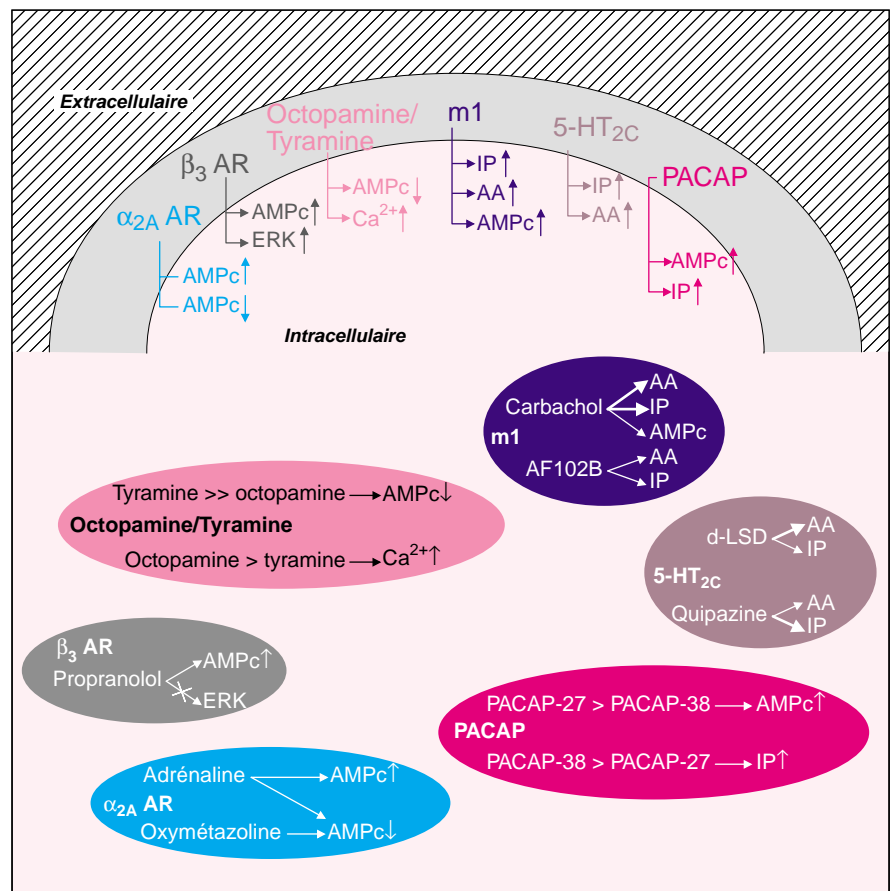 Extracellulaire
Octopamine/
Tyramine
AMPc↓
Ca²⁺↑
m1
IP↑
AA↑
AMPc↑
5-HT₂C
IP↑
AA↑
β₃ AR
AMPc↑
ERK↑
PACAP
AMPc↑
IP↑
α₂A AR
AMPc↑
AMPc↓
Intracellulaire
Carbachol → AA
→ IP
→ AMPc
m1
AF102B → AA
→ IP
Tyramine >> octopamine → AMPc↓
Octopamine/Tyramine
Octopamine > tyramine → Ca²⁺↑
d-LSD → AA
→ IP
5-HT₂C
Quipazine → AA
→ IP
β₃ AR
Propranolol → AMPc↑
ERK
PACAP-27 > PACAP-38 → AMPc↑
PACAP
PACAP-38 > PACAP-27 → IP↑
Adrénaline → AMPc↑
α₂A AR
Oxymétazoline → AMPc↓